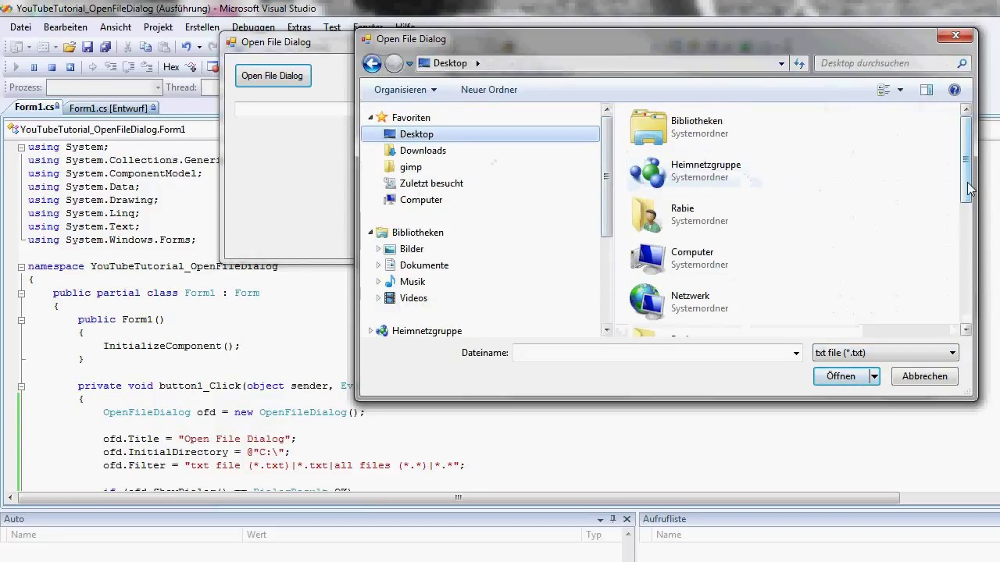 YouTubeTutorial_OpenFileDialog (Ausführung) - Microsoft Visual Studio
Datei Bearbeiten Ansicht Projekt Erstellen Debuggen Extras Test Fenster Hilfe
Hex
Prozess: Thread:
Form1.cs Form1.cs [Entwurf]
YouTubeTutorial_OpenFileDialog.Form1
using System;
using System.Collections.Generi
using System.ComponentModel;
using System.Data;
using System.Drawing;
using System.Linq;
using System.Text;
using System.Windows.Forms;
namespace YouTubeTutorial_OpenFileDialog
{
public partial class Form1 : Form
{
public Form1()
{
InitializeComponent();
}
private void button1_Click(object sender, Ev
{
OpenFileDialog ofd = new OpenFileDialog();
ofd.Title = "Open File Dialog";
ofd.InitialDirectory = @"C:\";
ofd.Filter = "txt file (*.txt)|*.txt|all files (*.*)|*.*";
if (ofd.ShowDialog() == DialogResult.OK)
Open File Dialog
Open File Dialog
Open File Dialog
Desktop
Desktop durchsuchen
Organisieren Neuer Ordner
Favoriten
Desktop
Downloads
gimp
Zuletzt besucht
Computer
Bibliotheken
Bilder
Dokumente
Musik
Videos
Heimnetzgruppe
Bibliotheken
Systemordner
Heimnetzgruppe
Systemordner
Rabie
Systemordner
Computer
Systemordner
Netzwerk
Systemordner
Dateiname: txt file (*.txt)
Öffnen Abbrechen
Auto
Name Wert Typ
Aufrufliste
Name